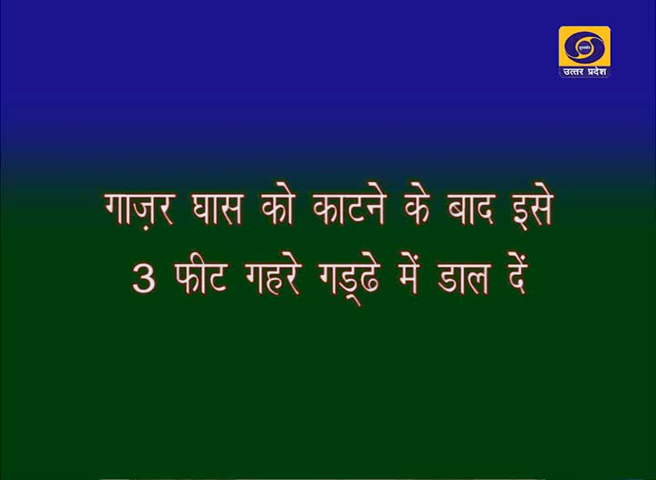 उत्तर प्रदेश
गाज़र घास को काटने के बाद इसे
3 फीट गहरे गड्ढे में डाल दें